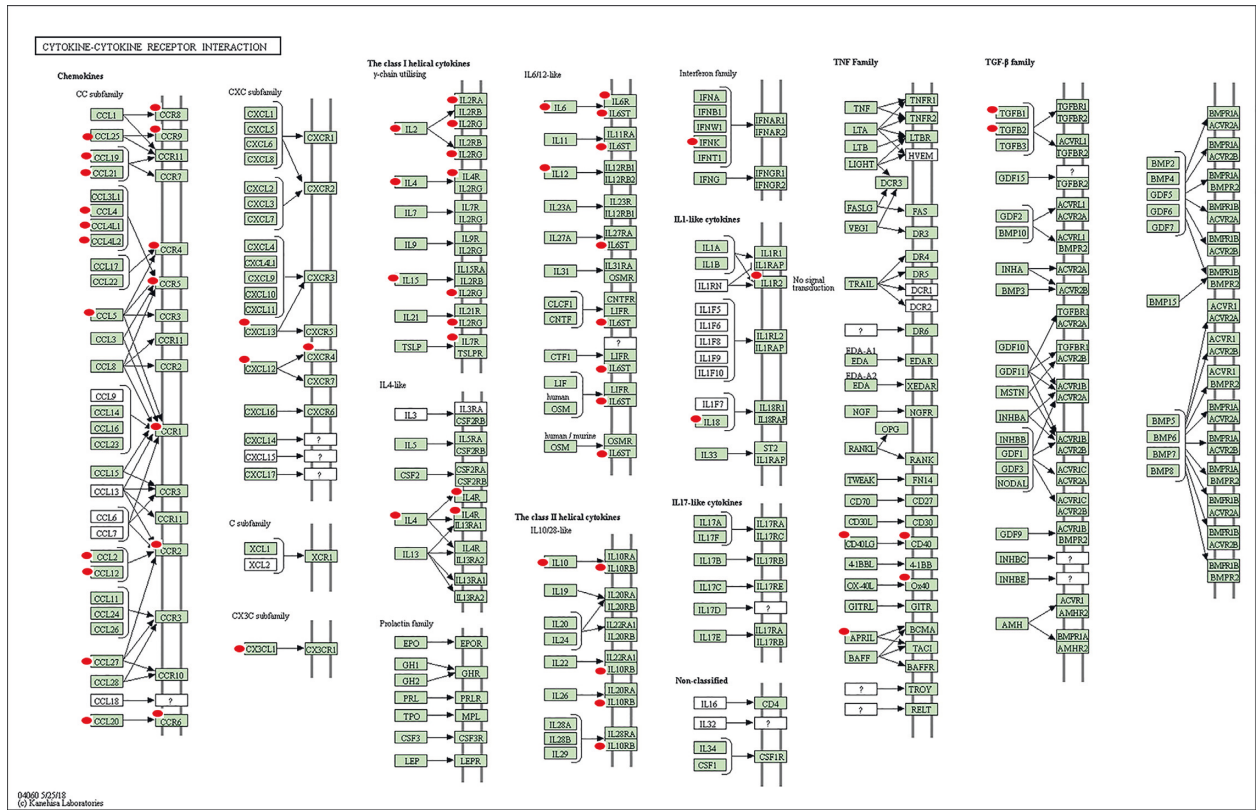 CYTOKINE-CYTOKINE RECEPTOR INTERACTION
Chemokines
CC subfamily
CCL1
CCR8
CCL25
CCR9
CCL19
CCR11
CCL21
CCR7
CCL3L1
CCL4
CCL4L1
CCL4L2
CCR4
CCL17
CCL22
CCR5
CCL5
CCR3
CCL3
CCR11
CCL8
CCR2
CCL9
CCL14
CCL16
CCL23
CCR1
CCL15
CCL13
CCR3
CCL6
CCL7
CCR11
CCL2
CCR2
CCL12
CCL11
CCL24
CCL26
CCR3
CCL27
CCL28
CCR10
CCL18
?
CCL20
CCR6
CXC subfamily
CXCL1
CXCL5
CXCL6
CXCL8
CXCR1
CXCL2
CXCL3
CXCL7
CXCR2
CXCL4
CXCL4L1
CXCL9
CXCL10
CXCL11
CXCR3
CXCL13
CXCR5
CXCL12
CXCR4
CXCR7
CXCL16
CXCR6
CXCL14
?
CXCL15
?
CXCL17
?
C subfamily
XCL1
XCL2
XCR1
CX3C subfamily
CX3CL1
CX3CR1
The class I helical cytokines
γ-chain utilising
IL2
IL2RA
IL2RB
IL2RG
IL2RB
IL2RG
IL4
IL4R
IL2RG
IL7
IL7R
IL2RG
IL9
IL9R
IL2RG
IL15
IL15RA
IL2RB
IL2RG
IL21
IL21R
IL2RG
TSLP
IL7R
TSLPR
IL4-like
IL3
IL3RA
CSF2RB
IL5
IL5RA
CSF2RB
CSF2
CSF2RA
CSF2RB
IL4
IL4R
IL4R
IL13RA1
IL13
IL4R
IL13RA2
IL13RA1
IL13RA2
Prolactin family
EPO
EPOR
GH1
GH2
GHR
PRL
PRLR
TPO
MPL
CSF3
CSF3R
LEP
LEPR
IL6/12-like
IL6
IL6R
IL6ST
IL11
IL11RA
IL6ST
IL12
IL12RB1
IL12RB2
IL23A
IL23R
IL12RB1
IL27A
IL27RA
IL6ST
IL31
IL31RA
OSMR
CLCF1
CNTF
CNTFR
LIFR
IL6ST
CTF1
?
LIFR
IL6ST
LIF
human
OSM
LIFR
IL6ST
human / murine
OSM
OSMR
IL6ST
The class II helical cytokines
IL10/28-like
IL10
IL10RA
IL10RB
IL19
IL20RA
IL20RB
IL20
IL24
IL22RA1
IL20RB
IL22
IL22RA1
IL10RB
IL26
IL20RA
IL10RB
IL28A
IL28B
IL29
IL28RA
IL10RB
Interferon family
IFNA
IFNB1
IFNW1
IFNK
IFNT1
IFNAR1
IFNAR2
IFNG
IFNGR1
IFNGR2
IL1-like cytokines
IL1A
IL1B
IL1RN
IL1R1
IL1RAP
IL1R2
No signal
transduction
IL1F5
IL1F6
IL1F8
IL1F9
IL1F10
IL1RL2
IL1RAP
IL1F7
IL18
IL18R1
IL18RAP
IL33
ST2
IL1RAP
IL17-like cytokines
IL17A
IL17F
IL17RA
IL17RC
IL17B
IL17RB
IL17C
IL17RE
IL17D
?
IL17E
IL17RA
IL17RB
Non-classified
IL16
CD4
IL32
?
IL34
CSF1
CSF1R
TNF Family
TNF
TNFR1
LTA
TNFR2
LTB
LTBR
LIGHT
HVEM
DCR3
FASLG
FAS
VEGI
DR3
TRAIL
DR4
DR5
DCR1
DCR2
?
DR6
EDA-A1
EDA
EDAR
EDA-A2
EDA
XEDAR
NGF
NGFR
OPG
RANKL
RANK
TWEAK
FN14
CD70
CD27
CD30L
CD30
CD40LG
CD40
4-1BBL
4-1BB
OX-40L
Ox40
GITRL
GITR
APRIL
BCMA
TACI
BAFF
BAFFR
?
TROY
?
RELT
TGF-β family
TGFB1
TGFB2
TGFB3
TGFBR1
TGFBR2
ACVRL1
TGFBR2
GDF15
?
TGFBR2
GDF2
BMP10
ACVRL1
ACVR2A
ACVRL1
BMPR2
INHA
ACVR2A
BMP3
ACVR2B
GDF10
GDF11
MSTN
INHBA
TGFBR1
ACVR2A
TGFBR1
ACVR2B
ACVR1B
ACVR2A
INHBB
GDF1
GDF3
NODAL
ACVR1B
ACVR2B
ACVR1C
ACVR2A
ACVR1C
ACVR2B
GDF9
ACVR1B
BMPR2
INHBC
?
INHBE
?
AMH
ACVR1
AMHR2
BMPR1A
AMHR2
BMP2
BMP4
GDF5
GDF6
GDF7
BMPR1A
ACVR2A
BMPR1A
ACVR2B
BMPR1A
BMPR2
BMPR1B
ACVR2A
BMPR1B
ACVR2B
BMP15
BMPR1B
BMPR2
BMP5
BMP6
BMP7
BMP8
ACVR1
ACVR2A
ACVR1
ACVR2B
ACVR1
BMPR2
BMPR1A
ACVR2A
BMPR1A
ACVR2B
BMPR1A
BMPR2
BMPR1B
ACVR2A
BMPR1B
ACVR2B
BMPR1B
BMPR2
04060 5/25/18
(c) Kanehisa Laboratories